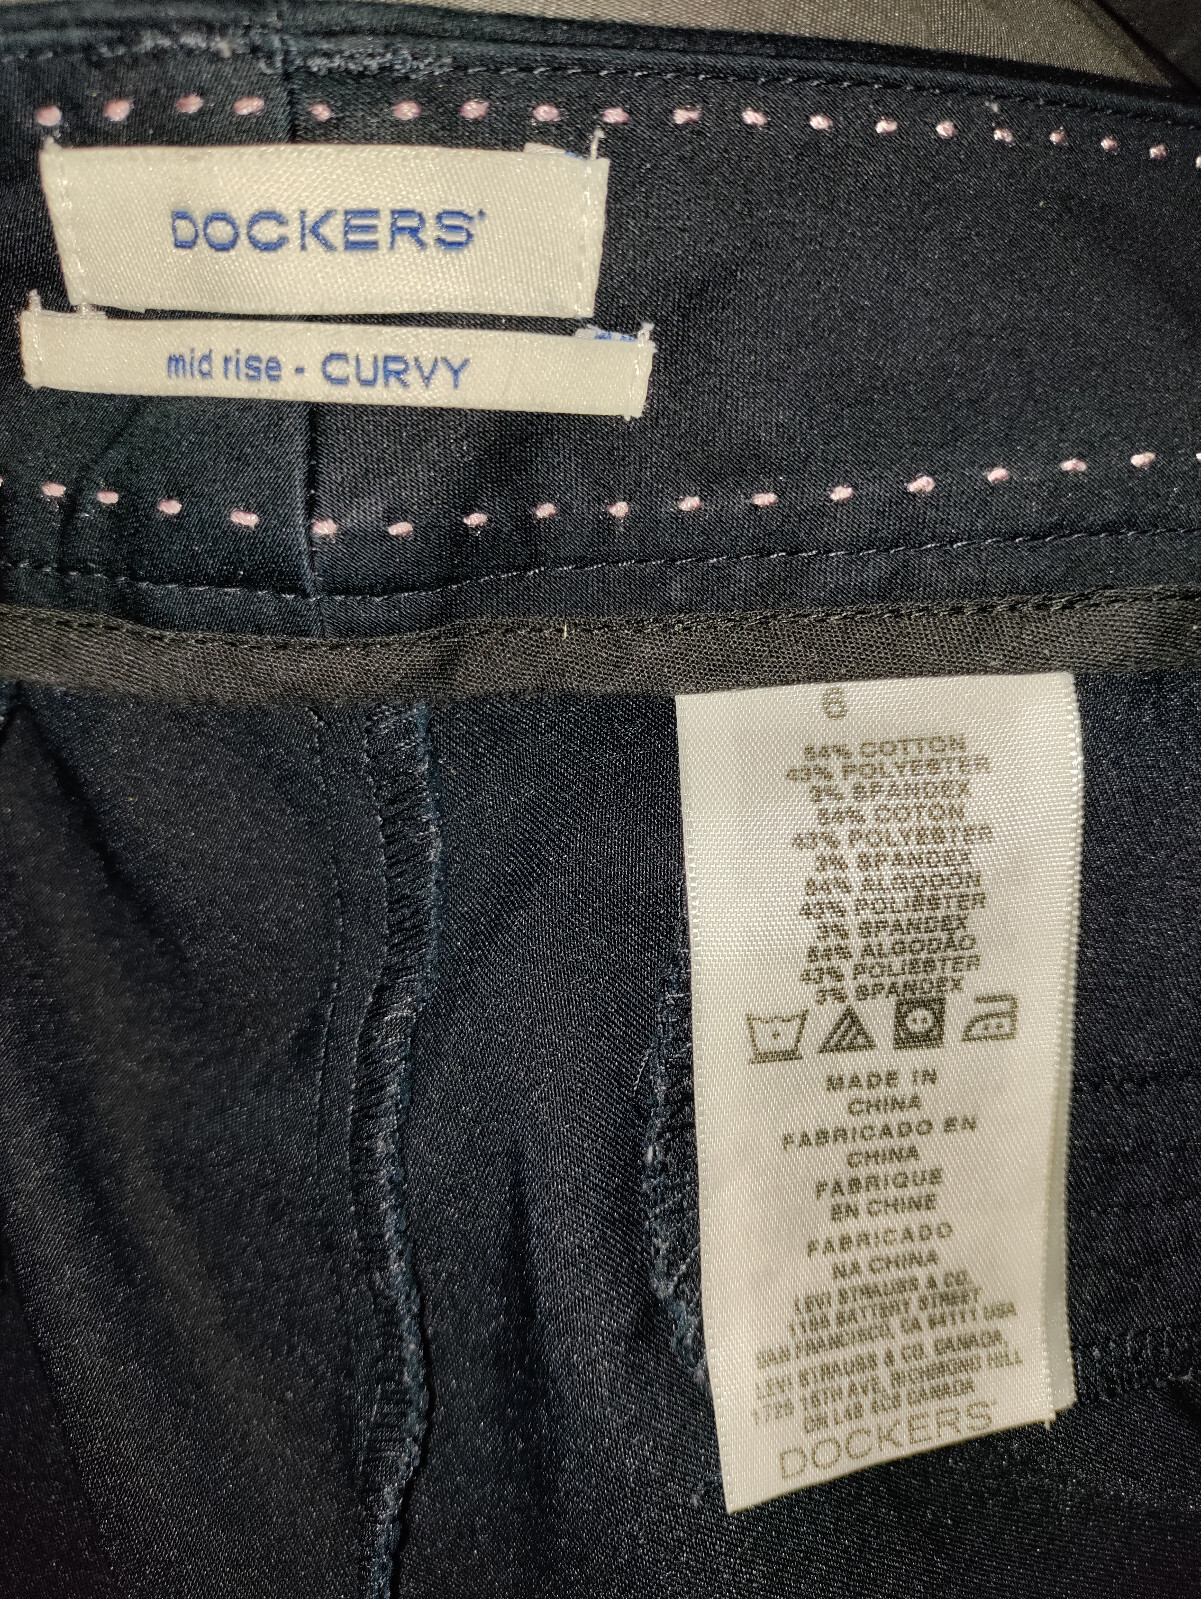 DOCKERS
mid rise - CURVY
6
54% COTTON
43% POLYESTER
3% SPANDEX
54% COTON
43% POLYESTER
3% SPANDEX
54% ALGODÓN
43% POLIÉSTER
3% SPANDEX
54% ALGODÃO
43% POLIÉSTER
3% SPANDEX
MADE IN
CHINA
FABRICADO EN
CHINA
FABRIQUE
EN CHINE
FABRICADO
NA CHINA
LEVI STRAUSS & CO.
1155 BATTERY STREET
SAN FRANCISCO, CA 94111 USA
LEVI STRAUSS & CO. CANADA,
1725 16TH AVE, RICHMOND HILL
ON CANADA
DOCKERS